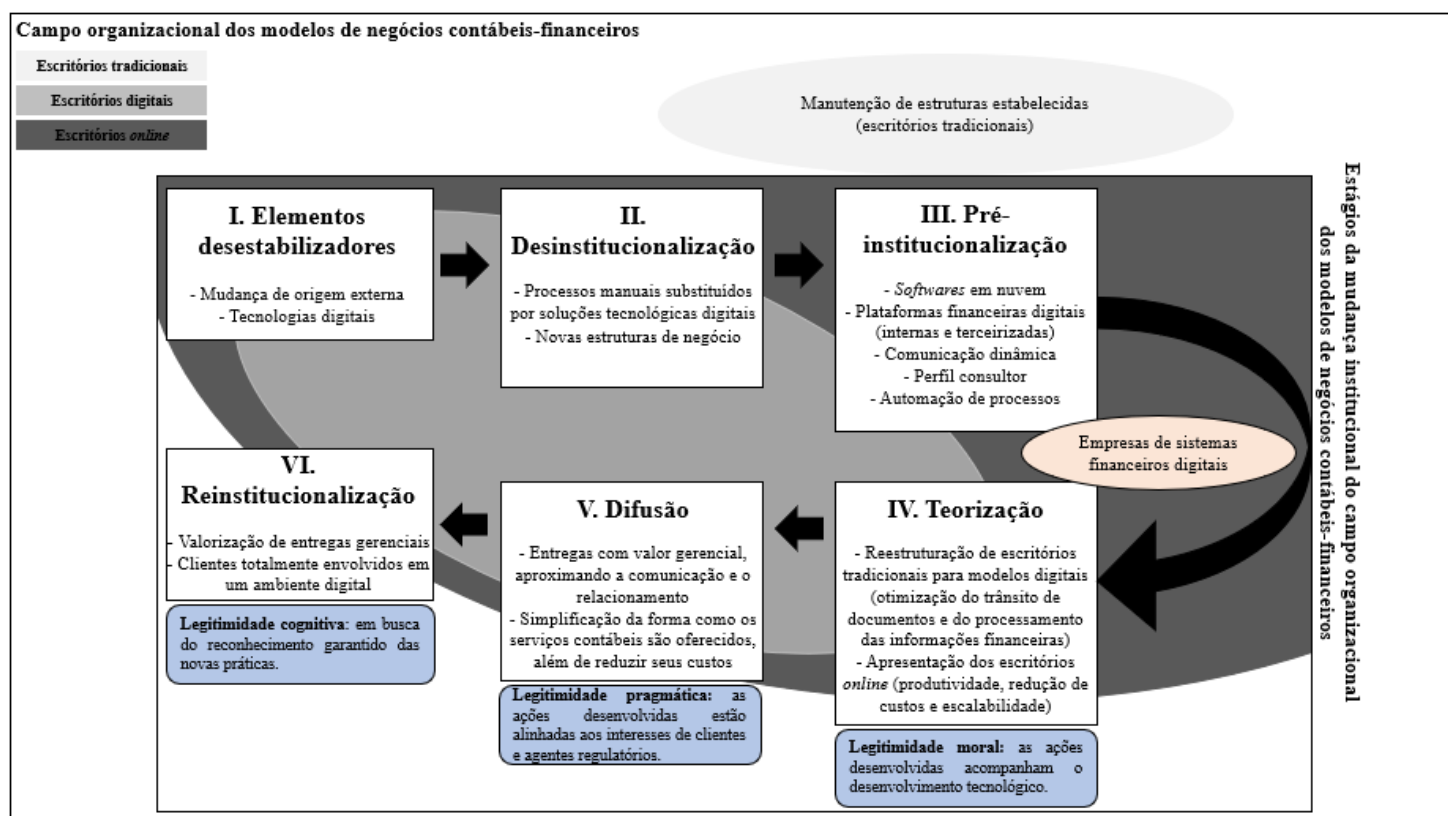 Campo organizacional dos modelos de negócios contábeis-financeiros
Escritórios tradicionais
Escritórios digitais
Escritórios online
Manutenção de estruturas estabelecidas
(escritórios tradicionais)
I. Elementos
desestabilizadores
- Mudança de origem externa
- Tecnologias digitais
II.
Desinstitucionalização
- Processos manuais substituídos
por soluções tecnológicas digitais
- Novas estruturas de negócio
III. Pré-
institucionalização
- Softwares em nuvem
- Plataformas financeiras digitais
(internas e terceirizadas)
- Comunicação dinâmica
- Perfil consultor
- Automação de processos
Empresas de sistemas
financeiros digitais
IV. Teorização
- Reestruturação de escritórios
tradicionais para modelos digitais
(otimização do trânsito de
documentos e do processamento
das informações financeiras)
- Apresentação dos escritórios
online (produtividade, redução de
custos e escalabilidade)
Legitimidade moral: as ações
desenvolvidas acompanham o
desenvolvimento tecnológico.
V. Difusão
- Entregas com valor gerencial,
aproximando a comunicação e o
relacionamento
- Simplificação da forma como os
serviços contábeis são oferecidos,
além de reduzir seus custos
Legitimidade pragmática: as
ações desenvolvidas estão
alinhadas aos interesses de clientes
e agentes regulatórios.
VI.
Reinstitucionalização
- Valorização de entregas gerenciais
- Clientes totalmente envolvidos em
um ambiente digital
Legitimidade cognitiva: em busca
do reconhecimento garantido das
novas práticas.
Estágios da mudança institucional do campo organizacional
dos modelos de negócios contábeis-financeiros